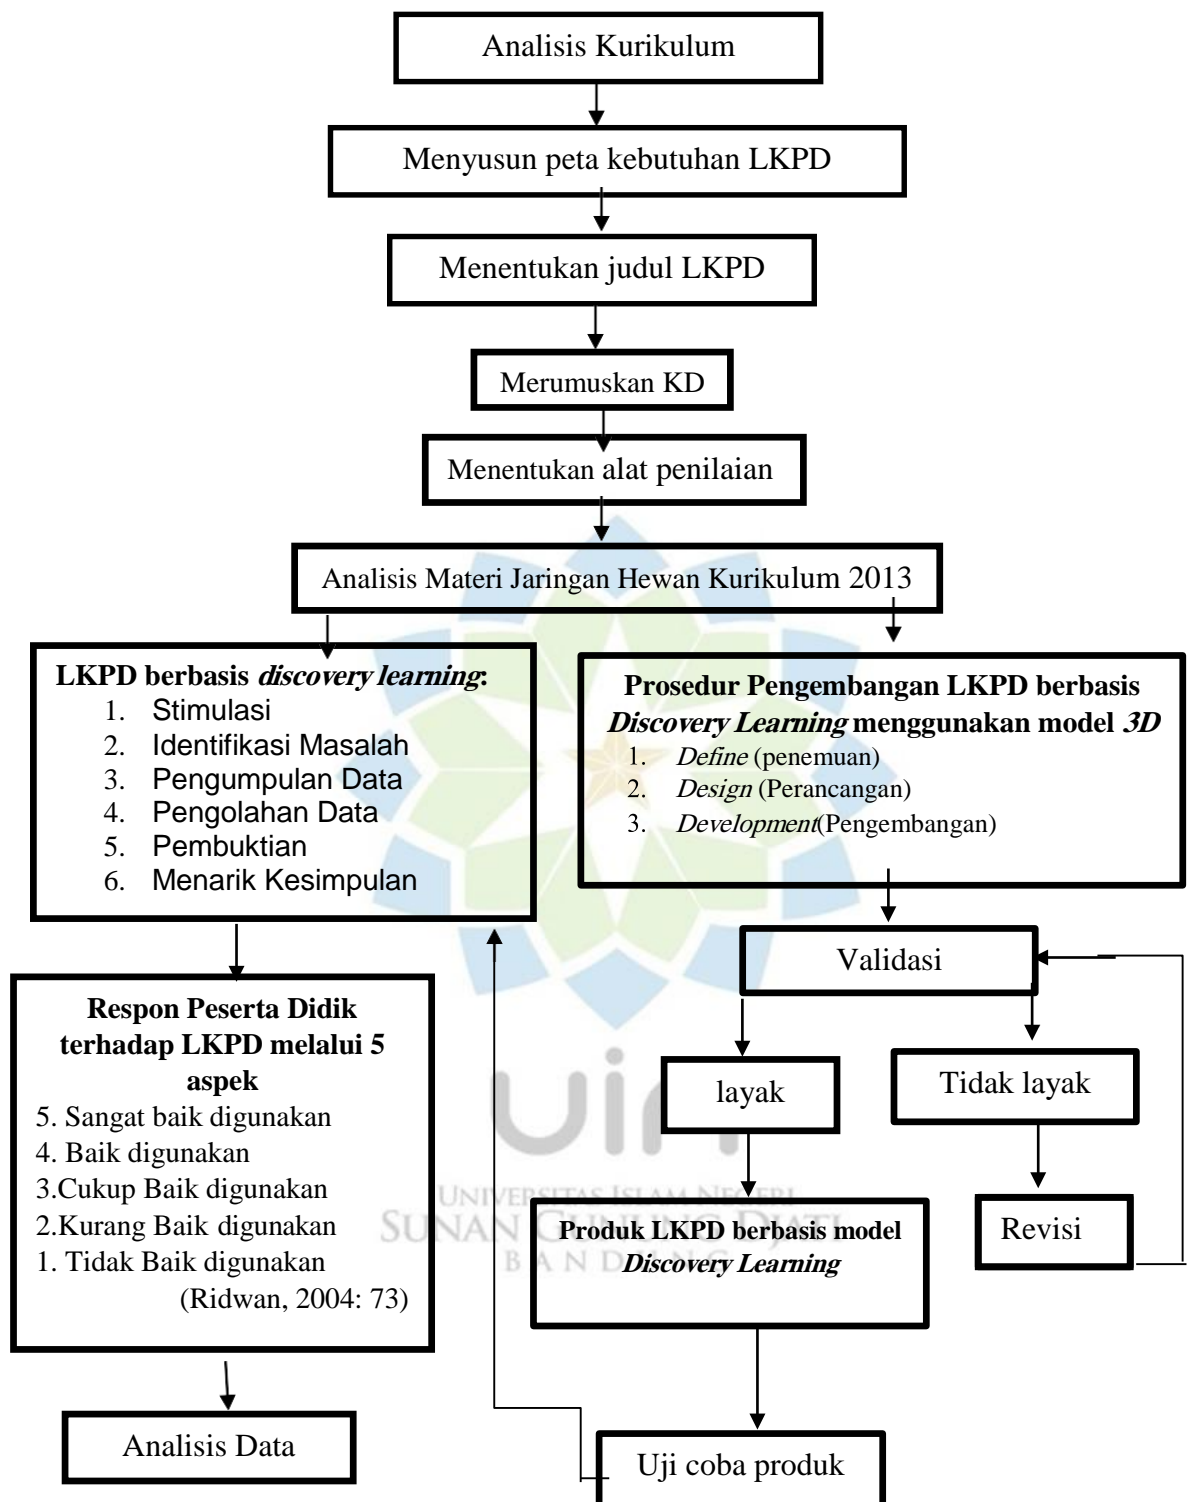 Analisis Kurikulum
Menyusun peta kebutuhan LKPD
Menentukan judul LKPD
Merumuskan KD
Menentukan alat penilaian
Analisis Materi Jaringan Hewan Kurikulum 2013
LKPD berbasis discovery learning:
1. Stimulasi
2. Identifikasi Masalah
3. Pengumpulan Data
4. Pengolahan Data
5. Pembuktian
6. Menarik Kesimpulan
Prosedur Pengembangan LKPD berbasis
Discovery Learning menggunakan model 3D
1. Define (penemuan)
2. Design (Perancangan)
3. Development(Pengembangan)
Validasi
layak
Tidak layak
Revisi
Produk LKPD berbasis model
Discovery Learning
Uji coba produk
Respon Peserta Didik
terhadap LKPD melalui 5
aspek
5. Sangat baik digunakan
4. Baik digunakan
3.Cukup Baik digunakan
2.Kurang Baik digunakan
1. Tidak Baik digunakan
(Ridwan, 2004: 73)
Analisis Data
uin
UNIVERSITAS ISLAM NEGERI
SUNAN GUNUNG DJATI
BANDUNG